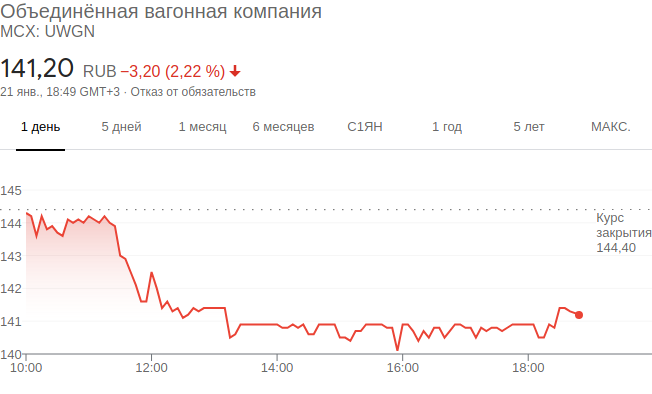 Объединённая вагонная компания
MCX: UWGN
141,20 RUB −3,20 (2,22 %)
21 янв., 18:49 GMT+3 · Отказ от обязательств
1 день 5 дней 1 месяц 6 месяцев С1ЯН 1 год 5 лет МАКС.
145
144
143
142
141
140
Курс
закрытия
144,40
10:00 12:00 14:00 16:00 18:00